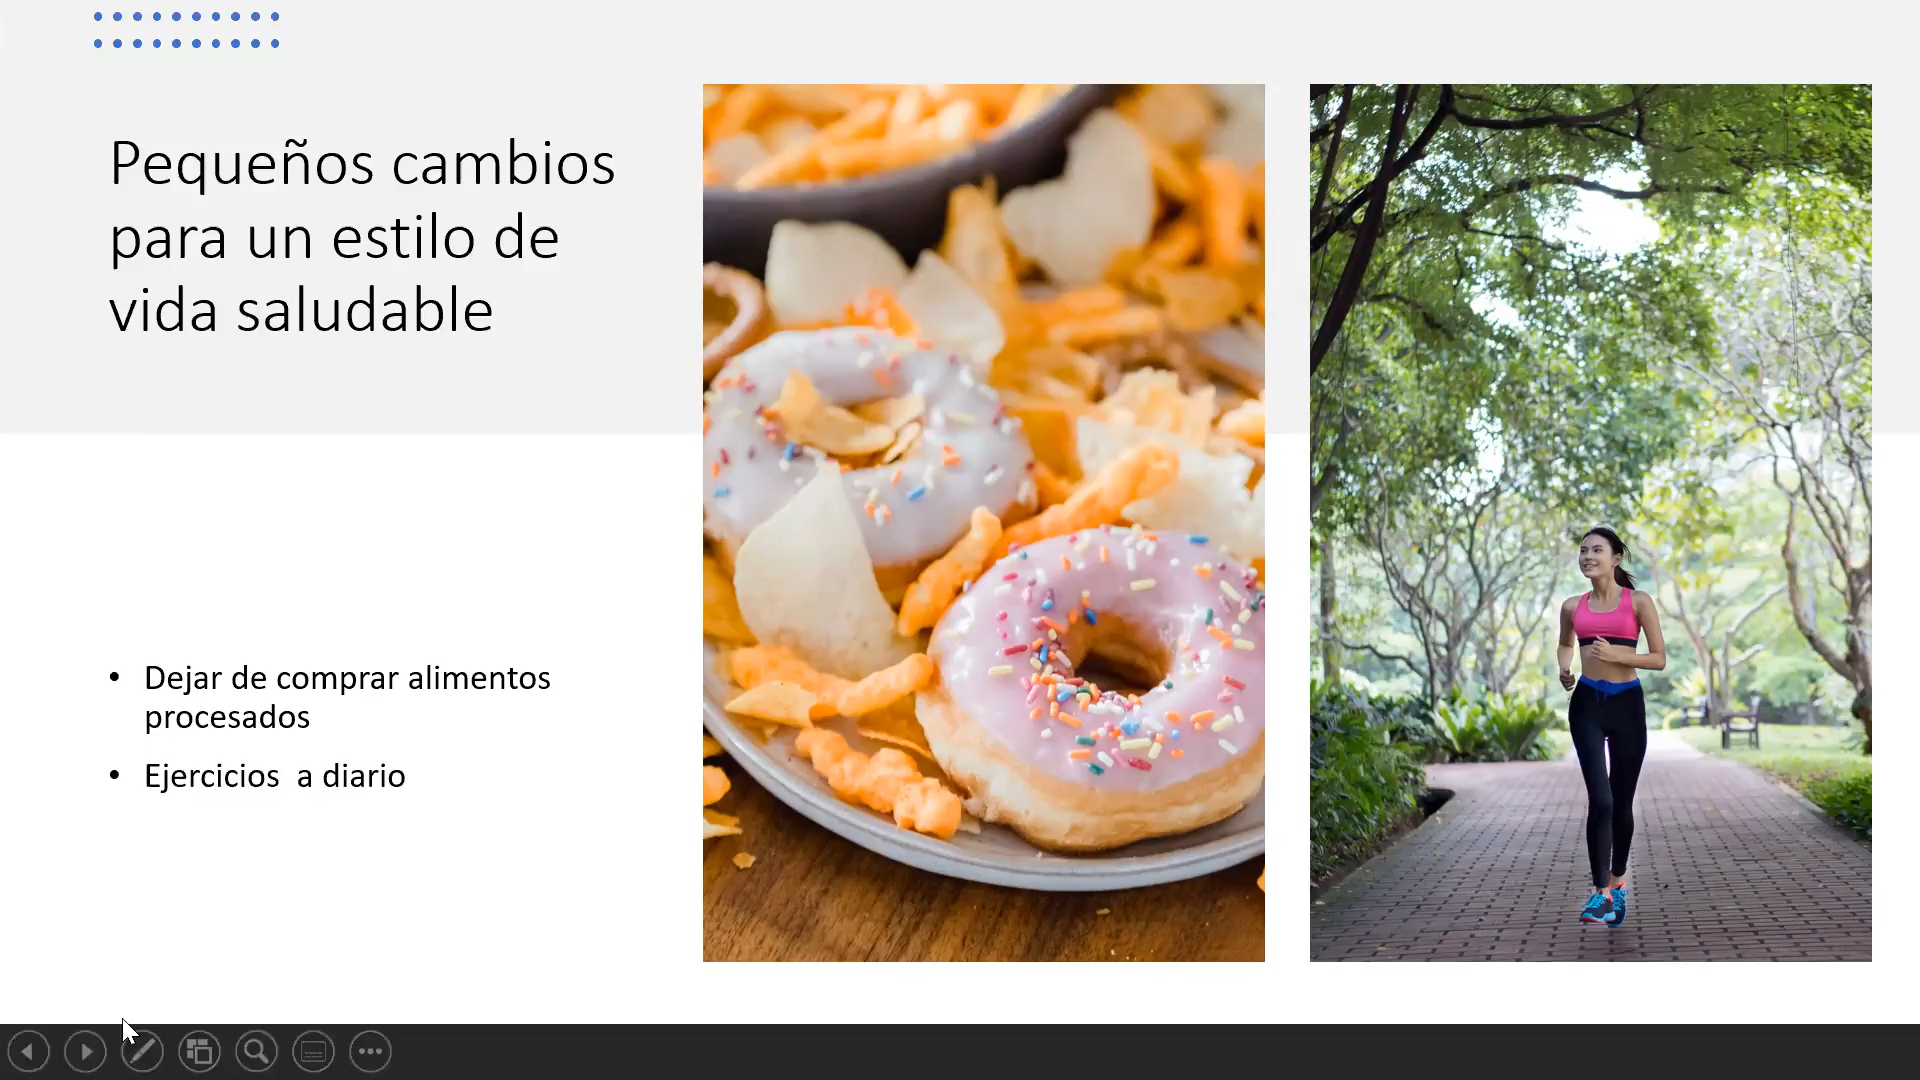 Pequeños cambios
para un estilo de
vida saludable
• Dejar de comprar alimentos
procesados
• Ejercicios  a diario